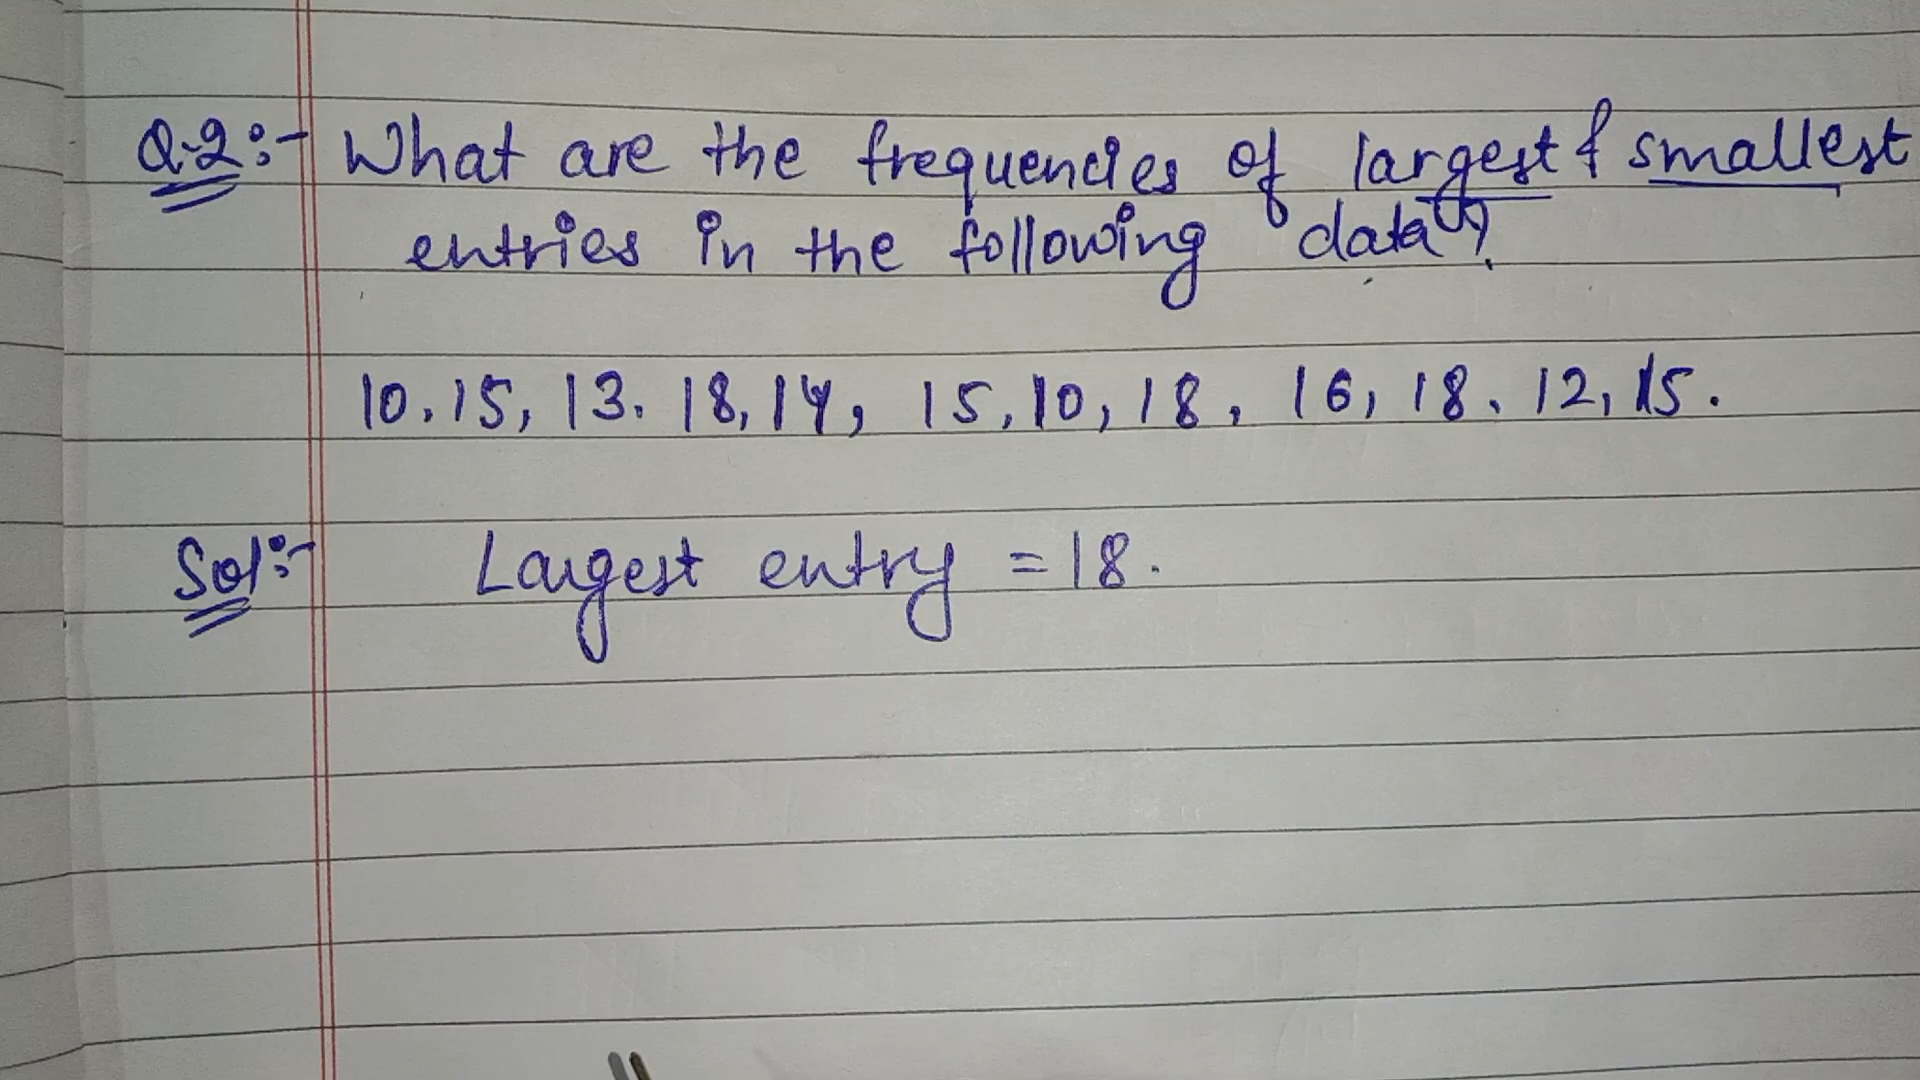 Q.2:- What are the frequencies of largest & smallest
entries in the following data?
10, 15, 13, 18, 14, 15, 10, 18, 16, 18, 12, 15.
Sol:- Largest entry = 18.